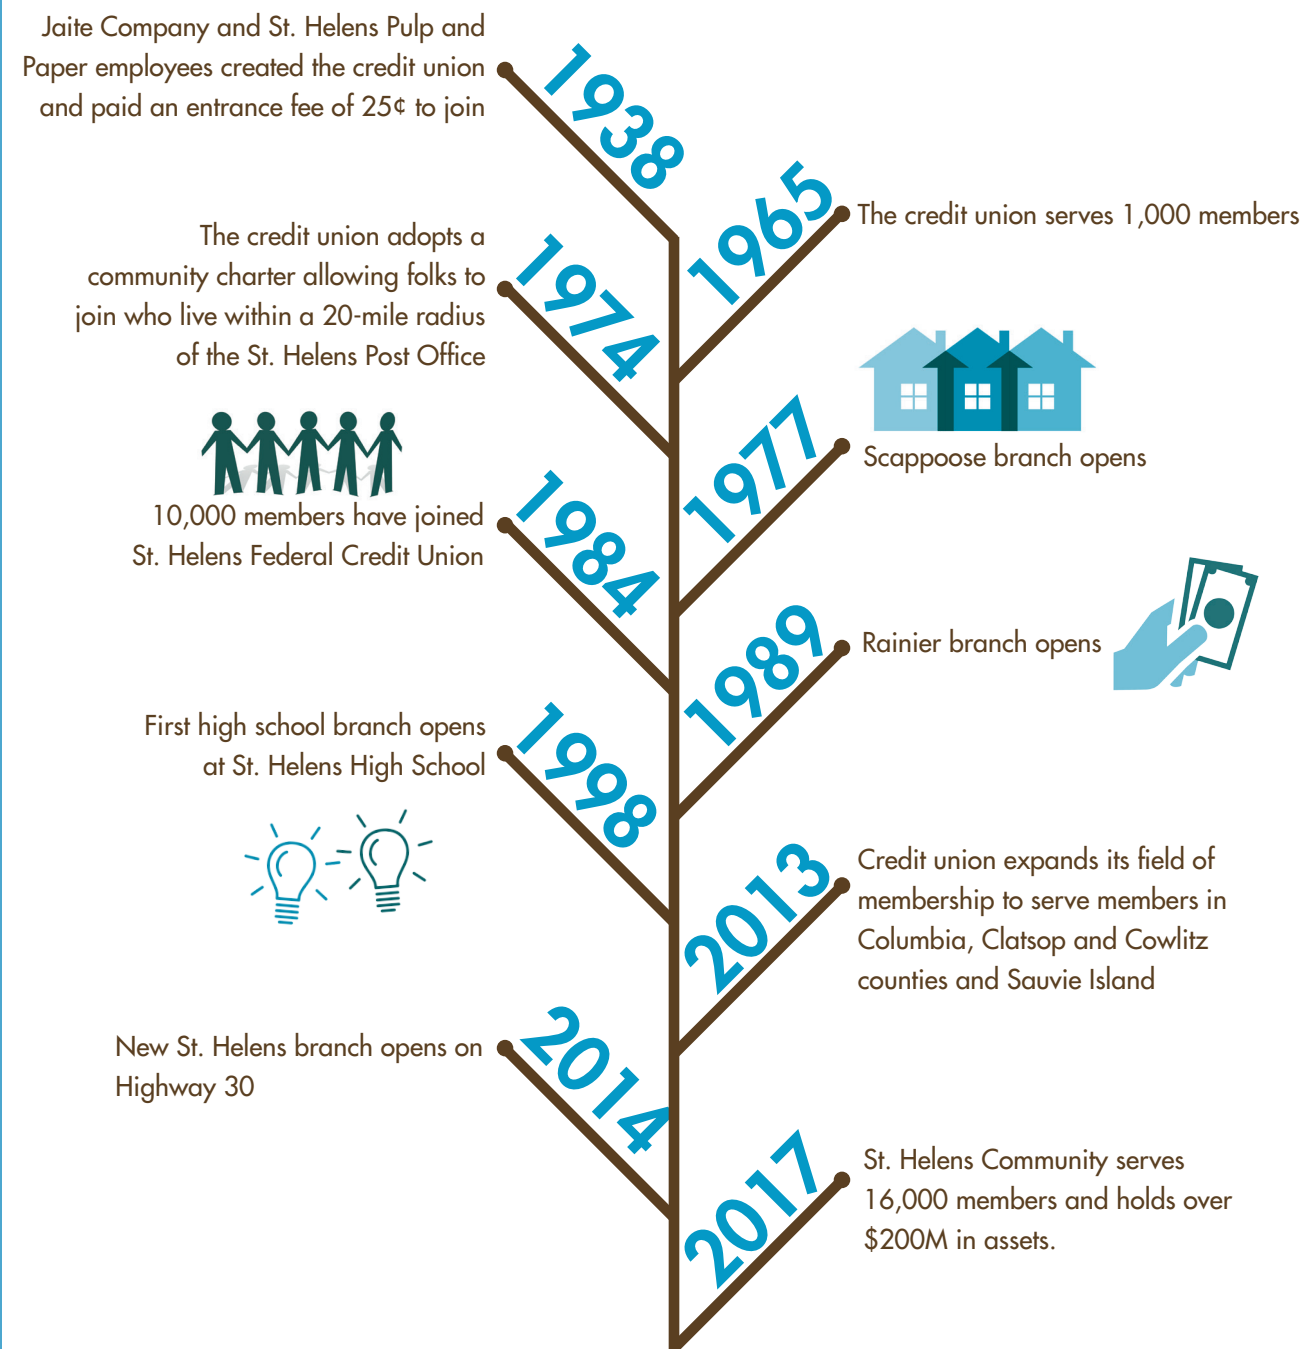 Jaite Company and St. Helens Pulp and
Paper employees created the credit union
and paid an entrance fee of 25¢ to join
1938
1965
The credit union serves 1,000 members
The credit union adopts a
community charter allowing folks to
join who live within a 20-mile radius
of the St. Helens Post Office
1974
1977
Scappoose branch opens
10,000 members have joined
St. Helens Federal Credit Union
1984
1989
Rainier branch opens
First high school branch opens
at St. Helens High School
1998
2013
Credit union expands its field of
membership to serve members in
Columbia, Clatsop and Cowlitz
counties and Sauvie Island
New St. Helens branch opens on
Highway 30
2014
2017
St. Helens Community serves
16,000 members and holds over
$200M in assets.